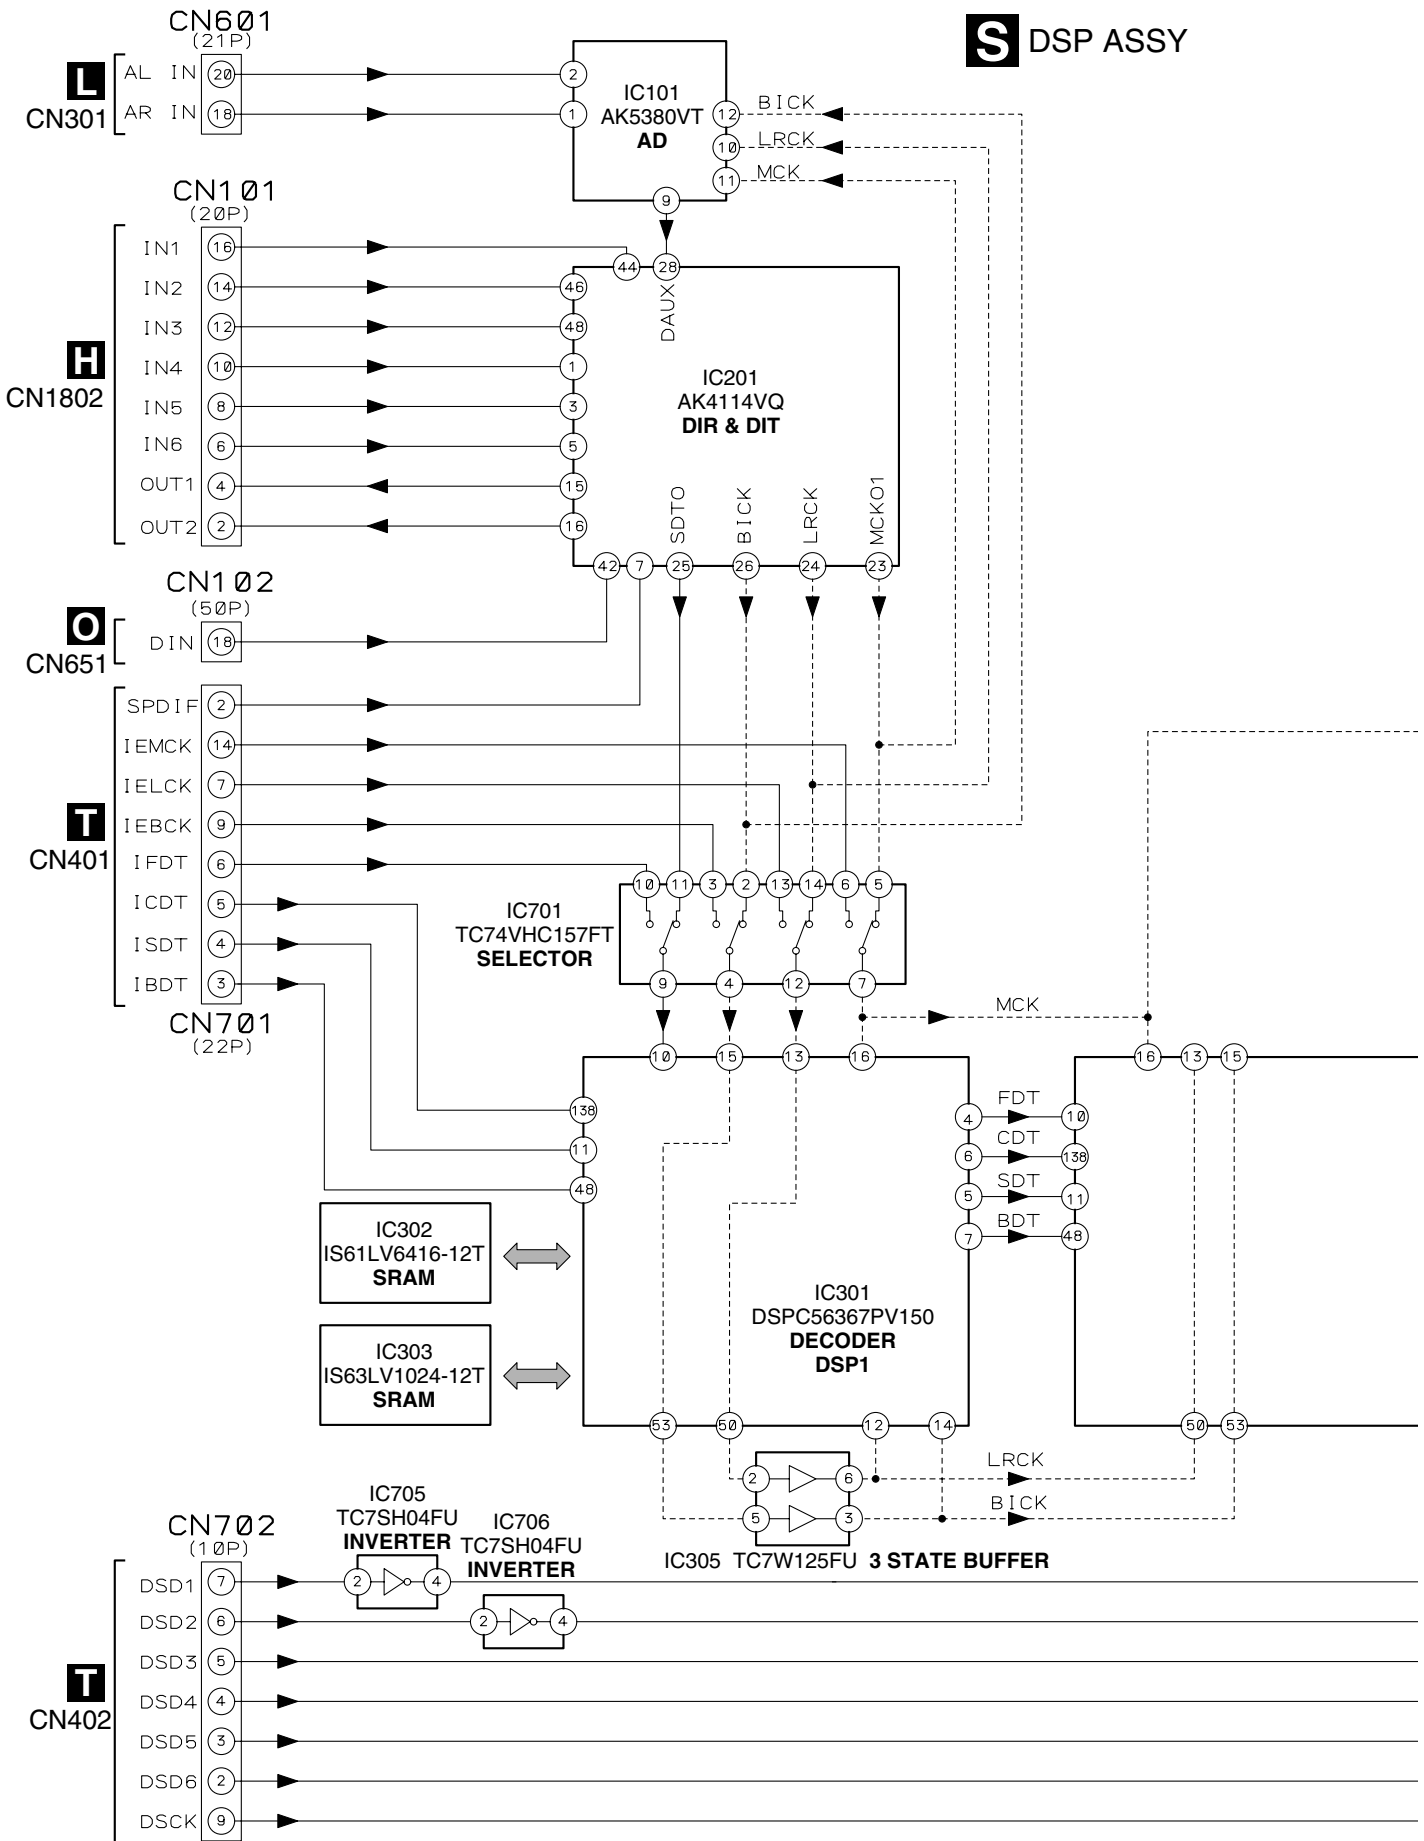 S DSP ASSY
CN601
(21P)
L
CN301
AL IN 20
AR IN 18
2
1
IC101
AK5380VT
AD
12 BICK
10 LRCK
11 MCK
9
CN101
(20P)
H
CN1802
IN1 16
IN2 14
IN3 12
IN4 10
IN5 8
IN6 6
OUT1 4
OUT2 2
44 28
46
48
1
3
5
15
16
DAUX
IC201
AK4114VQ
DIR & DIT
SDTO BICK LRCK MCKO1
42 7 25 26 24 23
CN102
(50P)
O
CN651
DIN 18
T
CN401
SPDIF 2
IEMCK 14
IELCK 7
IEBCK 9
IFDT 6
ICDT 5
ISDT 4
IBDT 3
CN701
(22P)
10 11 3 2 13 14 6 5
IC701
TC74VHC157FT
SELECTOR
9 4 12 7
MCK
10 15 13 16
16 13 15
138
11
48
4 FDT 10
6 CDT 138
5 SDT 11
7 BDT 48
IC302
IS61LV6416-12T
SRAM
IC303
IS63LV1024-12T
SRAM
IC301
DSPC56367PV150
DECODER
DSP1
53 50 12 14
50 53
2 6
5 3
LRCK
BICK
IC305 TC7W125FU 3 STATE BUFFER
IC705
TC7SH04FU
INVERTER
2 4
IC706
TC7SH04FU
INVERTER
2 4
CN702
(10P)
T
CN402
DSD1 7
DSD2 6
DSD3 5
DSD4 4
DSD5 3
DSD6 2
DSCK 9